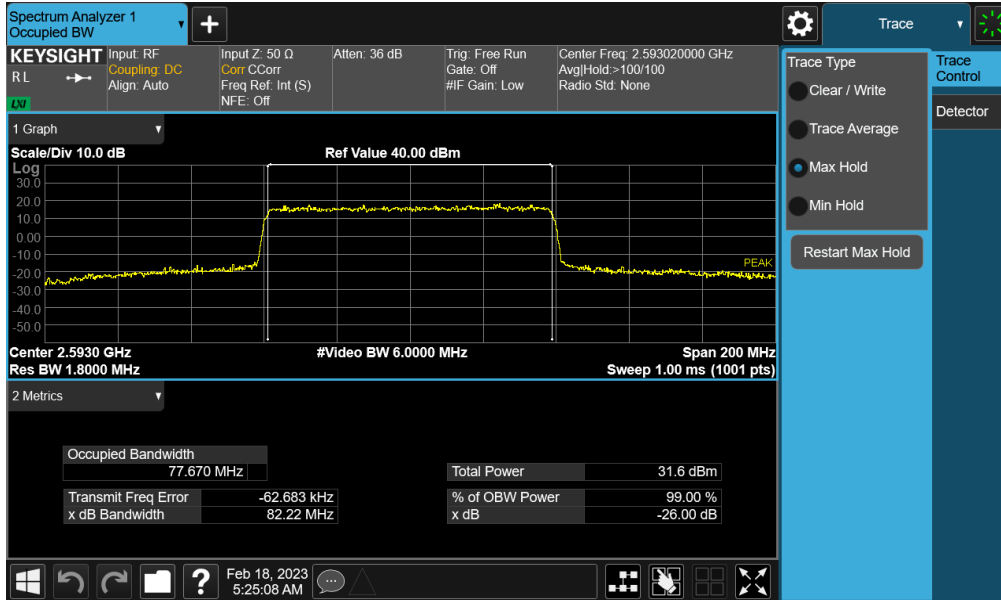 Spectrum Analyzer 1
Occupied BW
+
Trace
KEYSIGHT
RL
LXI
Input: RF
Coupling: DC
Align: Auto
Input Z: 50 Ω
Corr CCorr
Freq Ref: Int (S)
NFE: Off
Atten: 36 dB
Trig: Free Run
Gate: Off
#IF Gain: Low
Center Freq: 2.593020000 GHz
Avg|Hold:>100/100
Radio Std: None
Trace Type
Clear / Write
Trace Average
Max Hold
Min Hold
Restart Max Hold
Trace
Control
Detector
1 Graph
Scale/Div 10.0 dB
Ref Value 40.00 dBm
Log
30.0
20.0
10.0
0.00
-10.0
-20.0
-30.0
-40.0
-50.0
PEAK
Center 2.5930 GHz
#Video BW 6.0000 MHz
Span 200 MHz
Res BW 1.8000 MHz
Sweep 1.00 ms (1001 pts)
2 Metrics
Occupied Bandwidth
77.670 MHz
Total Power 31.6 dBm
Transmit Freq Error -62.683 kHz
% of OBW Power 99.00 %
x dB Bandwidth 82.22 MHz
x dB -26.00 dB
?
Feb 18, 2023
5:25:08 AM